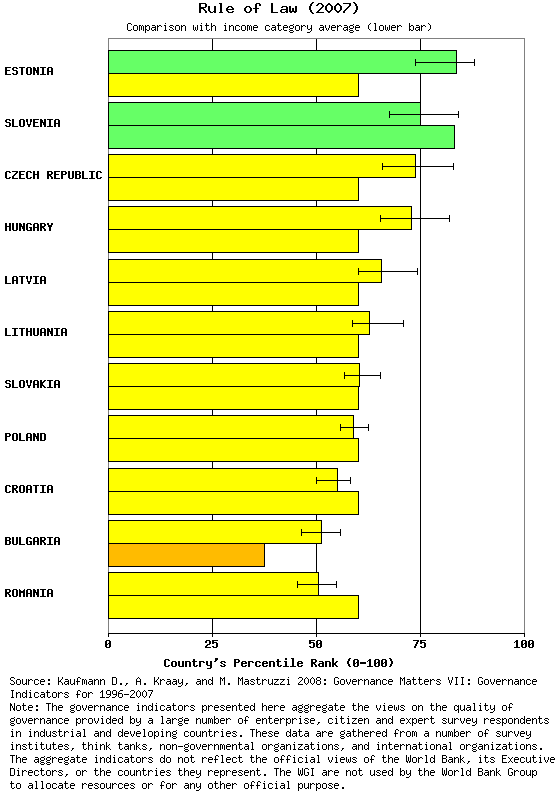 Rule of Law (2007)
Comparison with income category average (lower bar)
ESTONIA
SLOVENIA
CZECH REPUBLIC
HUNGARY
LATVIA
LITHUANIA
SLOVAKIA
POLAND
CROATIA
BULGARIA
ROMANIA
0 25 50 75 100
Country's Percentile Rank (0-100)
Source: Kaufmann D., A. Kraay, and M. Mastruzzi 2008: Governance Matters VII: Governance
Indicators for 1996-2007
Note: The governance indicators presented here aggregate the views on the quality of
governance provided by a large number of enterprise, citizen and expert survey respondents
in industrial and developing countries. These data are gathered from a number of survey
institutes, think tanks, non-governmental organizations, and international organizations.
The aggregate indicators do not reflect the official views of the World Bank, its Executive
Directors, or the countries they represent. The WGI are not used by the World Bank Group
to allocate resources or for any other official purpose.